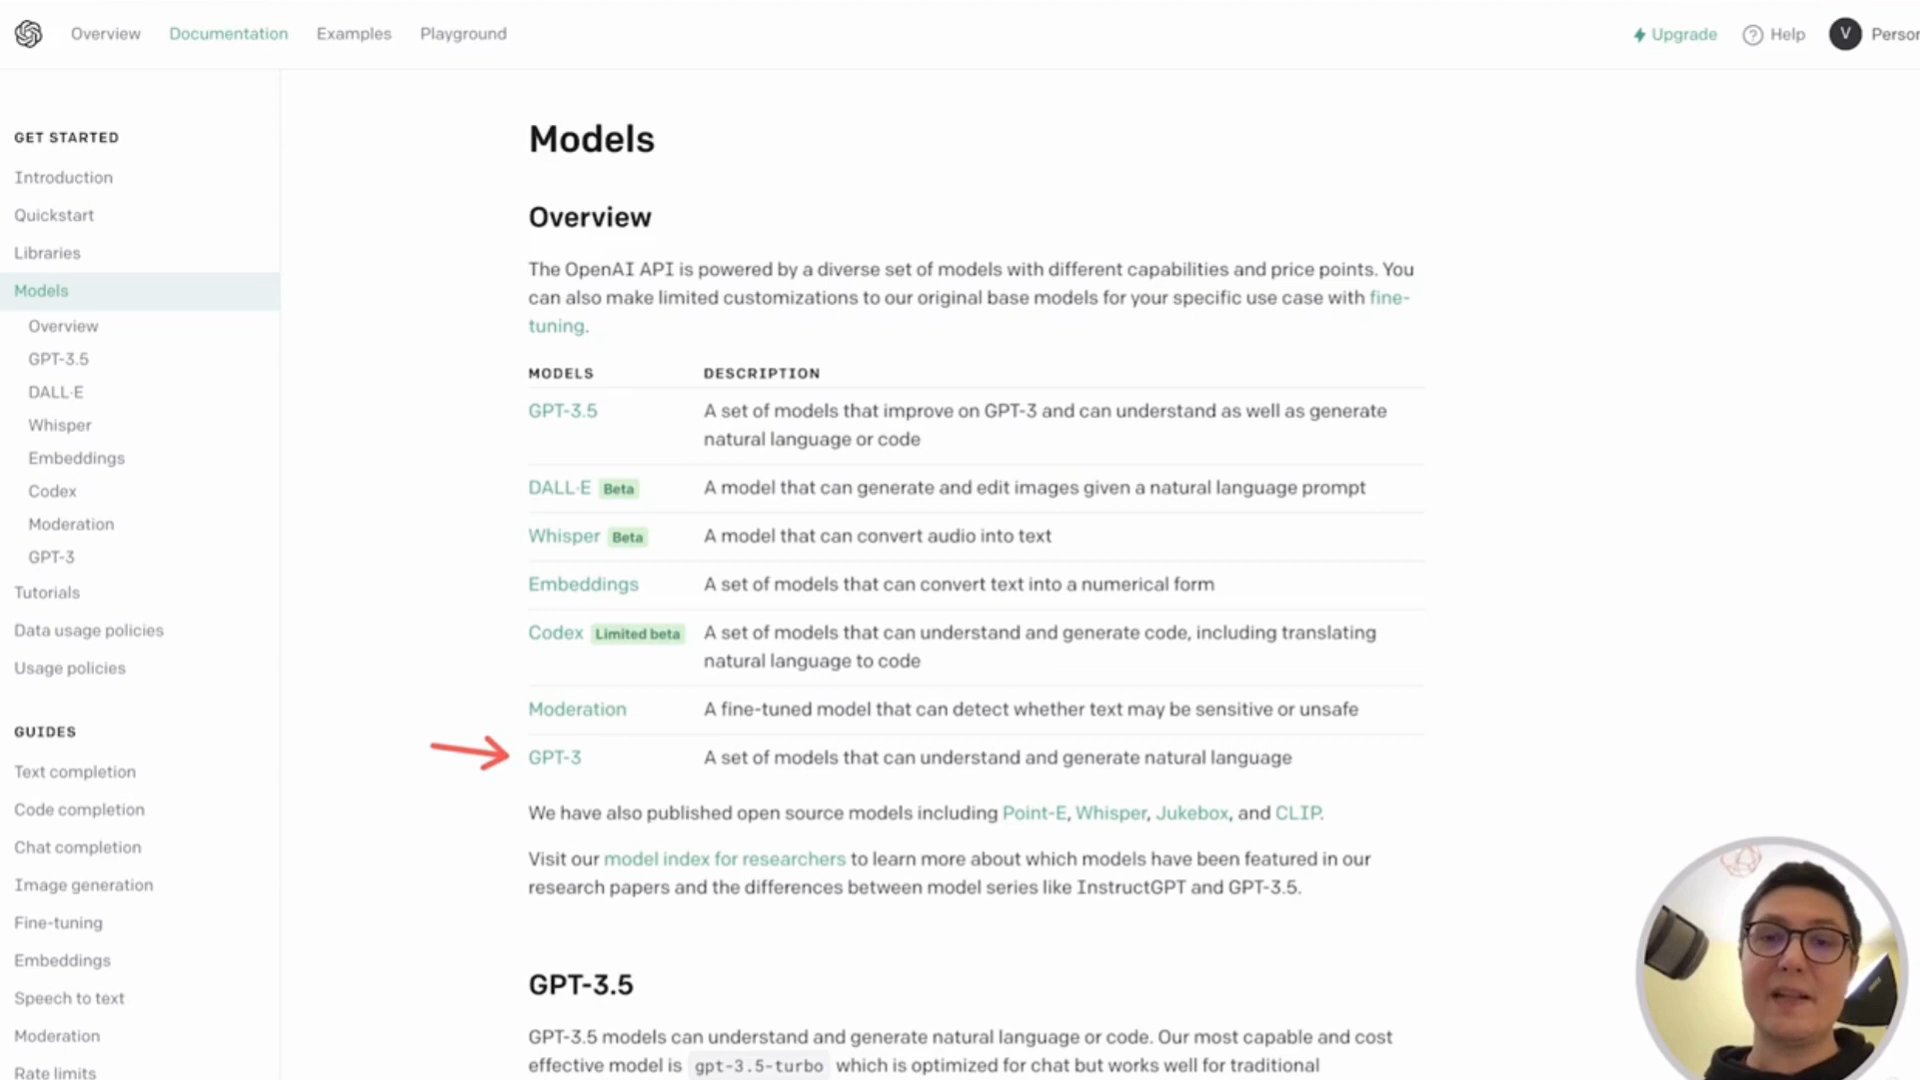 Overview Documentation Examples Playground
Upgrade ? Help V Person
GET STARTED
Introduction
Quickstart
Libraries
Models
Overview
GPT-3.5
DALL·E
Whisper
Embeddings
Codex
Moderation
GPT-3
Tutorials
Data usage policies
Usage policies
GUIDES
Text completion
Code completion
Chat completion
Image generation
Fine-tuning
Embeddings
Speech to text
Moderation
Rate limits
Models
Overview
The OpenAI API is powered by a diverse set of models with different capabilities and price points. You
can also make limited customizations to our original base models for your specific use case with fine-
tuning.
MODELS DESCRIPTION
GPT-3.5 A set of models that improve on GPT-3 and can understand as well as generate
natural language or code
DALL·E Beta A model that can generate and edit images given a natural language prompt
Whisper Beta A model that can convert audio into text
Embeddings A set of models that can convert text into a numerical form
Codex Limited beta A set of models that can understand and generate code, including translating
natural language to code
Moderation A fine-tuned model that can detect whether text may be sensitive or unsafe
GPT-3 A set of models that can understand and generate natural language
We have also published open source models including Point-E, Whisper, Jukebox, and CLIP.
Visit our model index for researchers to learn more about which models have been featured in our
research papers and the differences between model series like InstructGPT and GPT-3.5.
GPT-3.5
GPT-3.5 models can understand and generate natural language or code. Our most capable and cost
effective model is gpt-3.5-turbo which is optimized for chat but works well for traditional